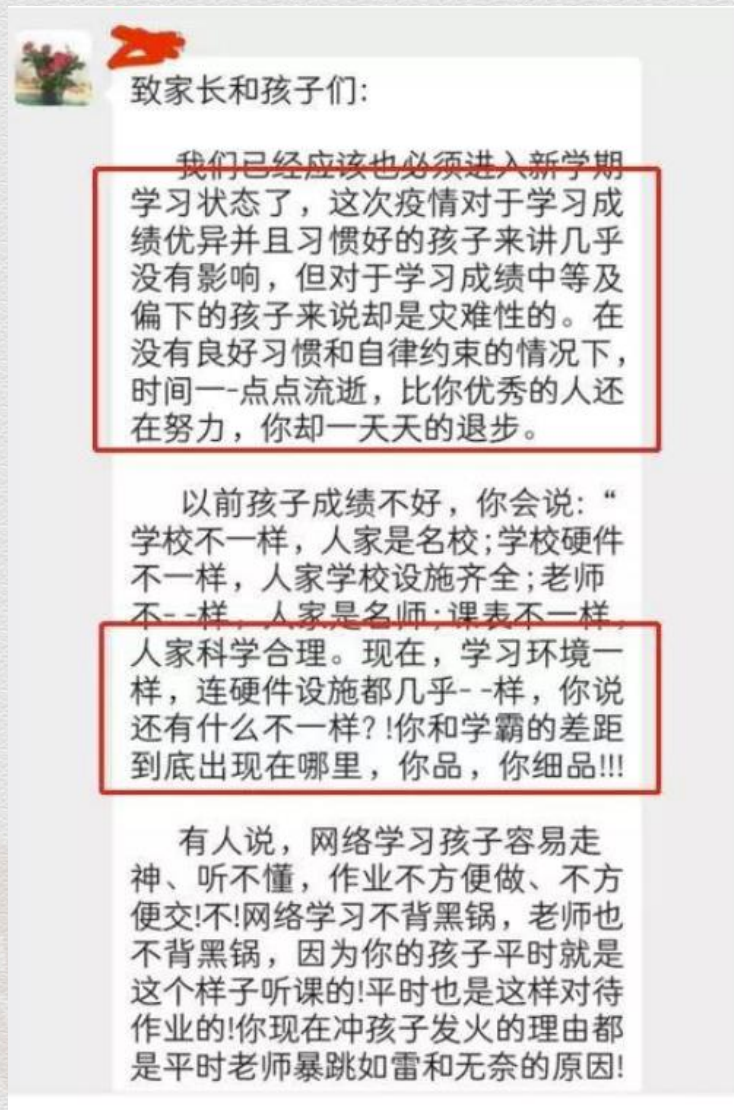 致家长和孩子们:
我们已经应该也必须进入新学期
学习状态了，这次疫情对于学习成
绩优异并且习惯好的孩子来讲几乎
没有影响，但对于学习成绩中等及
偏下的孩子来说却是灾难性的。在
没有良好习惯和自律约束的情况下，
时间一-点点流逝，比你优秀的人还
在努力，你却一天天的退步。
以前孩子成绩不好，你会说: “
学校不一样，人家是名校;学校硬件
不一样，人家学校设施齐全;老师
不- -样，人家是名师;课表不一样，
人家科学合理。现在，学习环境一
样，连硬件设施都几乎- -样，你说
还有什么不一样? !你和学霸的差距
到底出现在哪里，你品，你细品!!!
有人说，网络学习孩子容易走
神、听不懂，作业不方便做、不方
便交!不!网络学习不背黑锅，老师也
不背黑锅，因为你的孩子平时就是
这个样子听课的!平时也是这样对待
作业的!你现在冲孩子发火的理由都
是平时老师暴跳如雷和无奈的原因!